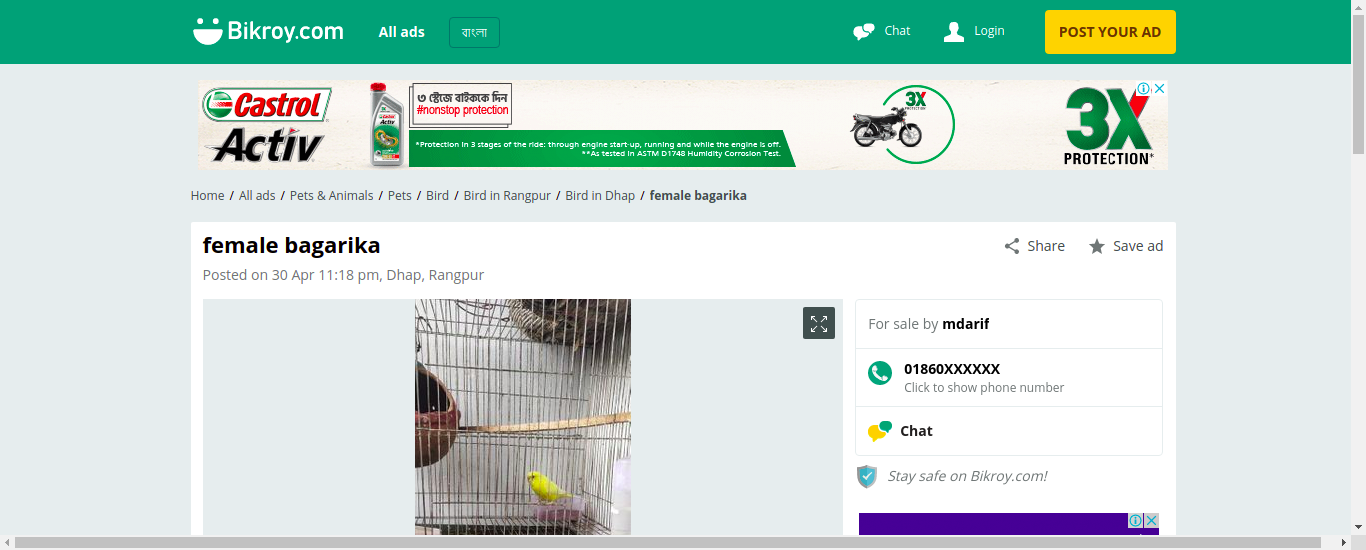 Bikroy.com
All ads
বাংলা
Chat
Login
POST YOUR AD
Castrol
Activ
Castrol
Activ
৩ স্টেজে বাইককে দিন
#nonstop protection
*Protection in 3 stages of the ride: through engine start-up, running and while the engine is off.
**As tested in ASTM D1748 Humidity Corrosion Test.
3X
PROTECTION
3X
PROTECTION*
Home / All ads / Pets & Animals / Pets / Bird / Bird in Rangpur / Bird in Dhap / female bagarika
female bagarika
Share
Save ad
Posted on 30 Apr 11:18 pm, Dhap, Rangpur
For sale by mdarif
01860XXXXXX
Click to show phone number
Chat
Stay safe on Bikroy.com!